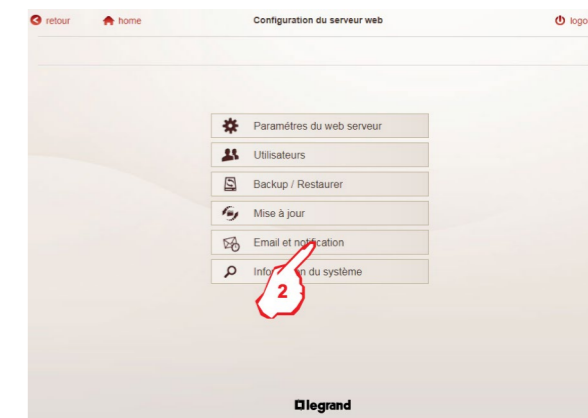 retour home Configuration du serveur web logo
Paramétres du web serveur
Utilisateurs
Backup / Restaurer
Mise à jour
Email et notification
Information du système
2
legrand